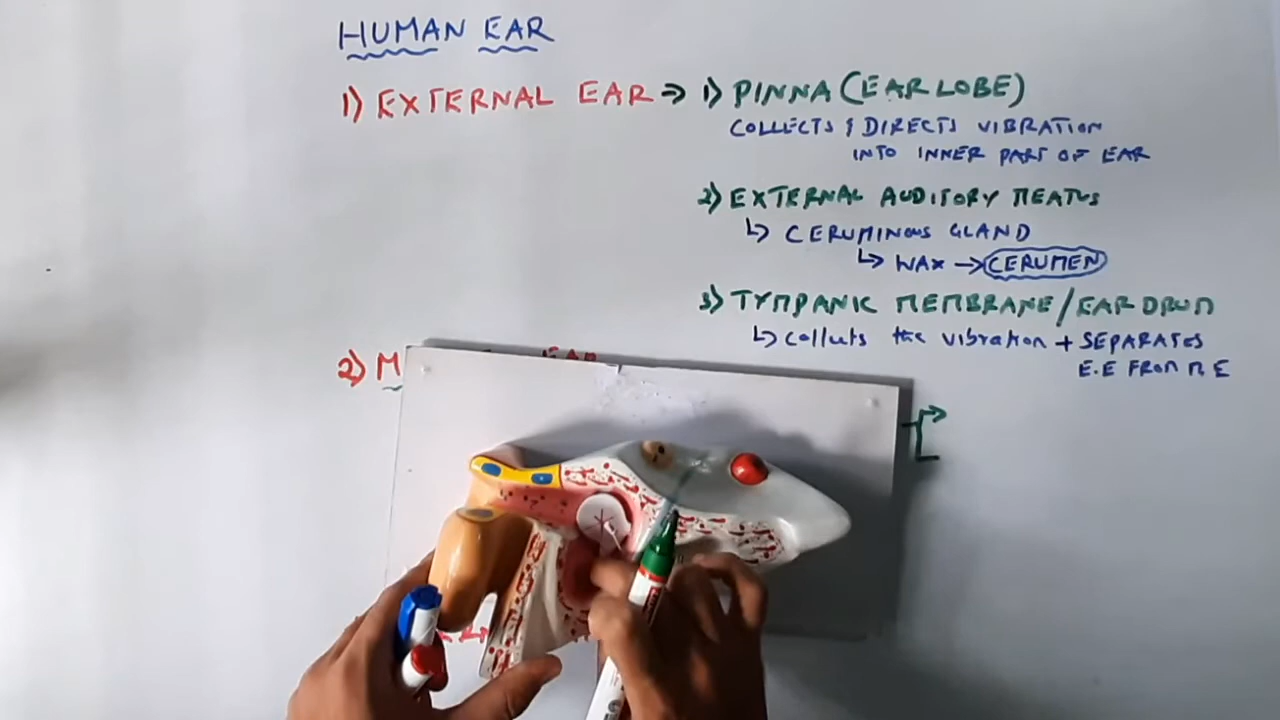 HUMAN EAR
1) EXTERNAL EAR → 1) PINNA (EAR LOBE)
COLLECTS & DIRECTS VIBRATION
INTO INNER PART OF EAR
2) EXTERNAL AUDITORY MEATUS
↳ CERUMINOUS GLAND
↳ WAX → CERUMEN
3) TYMPANIC MEMBRANE / EAR DRUM
↳ collects the vibration + SEPARATES
E.E FROM M.E
2) M EAR